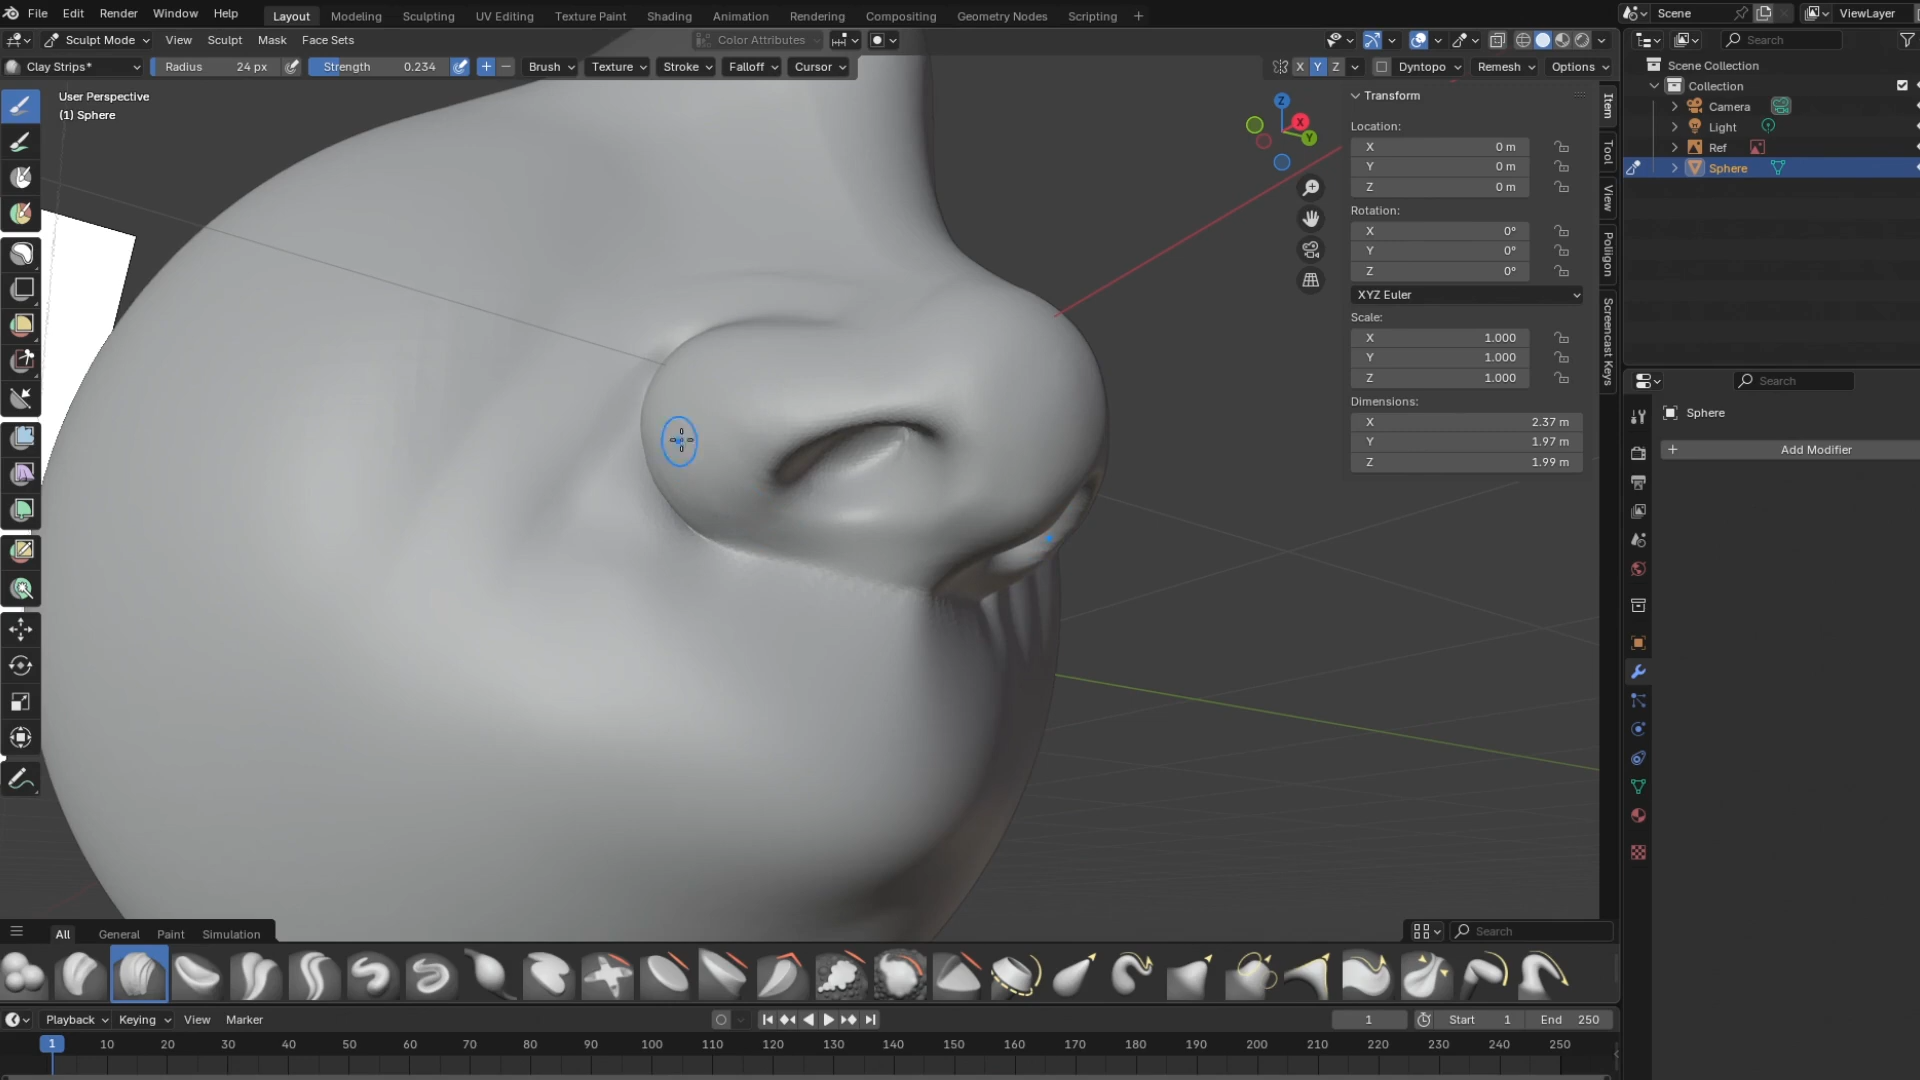 File Edit Render Window Help
Layout Modeling Sculpting UV Editing Texture Paint Shading Animation Rendering Compositing Geometry Nodes Scripting +
Scene ViewLayer
Sculpt Mode View Sculpt Mask Face Sets
Color Attributes
Search
Clay Strips* Radius 24 px Strength 0.234 + − Brush Texture Stroke Falloff Cursor
X Y Z Dyntopo Remesh Options
User Perspective
(1) Sphere
Scene Collection
Collection
Camera
Light
Ref
Sphere
Z
X
Y
Transform
Location:
X 0 m
Y 0 m
Z 0 m
Rotation:
X 0°
Y 0°
Z 0°
XYZ Euler
Scale:
X 1.000
Y 1.000
Z 1.000
Dimensions:
X 2.37 m
Y 1.97 m
Z 1.99 m
Item
Tool
View
Poliigon
Screencast Keys
Search
Sphere
+ Add Modifier
All General Paint Simulation
Search
Playback Keying View Marker
1 Start 1 End 250
1 10 20 30 40 50 60 70 80 90 100 110 120 130 140 150 160 170 180 190 200 210 220 230 240 250